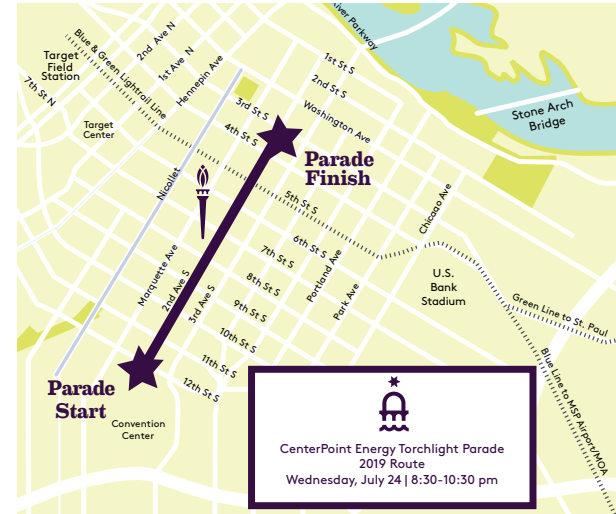 River Parkway
2nd Ave N
Blue & Green Lightrail Line
1st Ave N
Hennepin Ave
Target
Field
Station
7th St N
Target
Center
1st St S
2nd St S
Washington Ave
3rd St S
4th St S
Stone Arch
Bridge
Parade
Finish
Nicollet
5th St S
Chicago Ave
6th St S
7th St S
Portland Ave
Park Ave
8th St S
Marquette Ave
2nd Ave S
3rd Ave S
9th St S
10th St S
11th St S
12th St S
U.S.
Bank
Stadium
Green Line to St. Paul
Blue Line to MSP Airport/MOA
Parade
Start
Convention
Center
CenterPoint Energy Torchlight Parade
2019 Route
Wednesday, July 24 | 8:30-10:30 pm